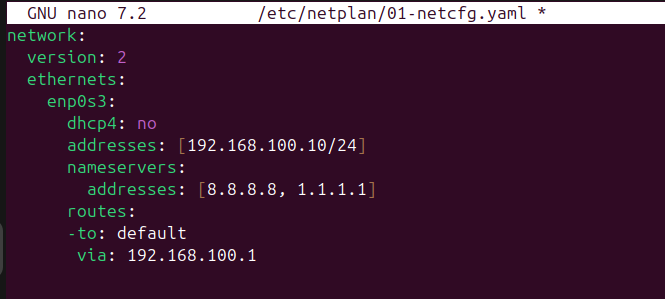 GNU nano 7.2 /etc/netplan/01-netcfg.yaml *
network:
  version: 2
  ethernets:
    enp0s3:
      dhcp4: no
      addresses: [192.168.100.10/24]
      nameservers:
        addresses: [8.8.8.8, 1.1.1.1]
      routes:
      -to: default
       via: 192.168.100.1